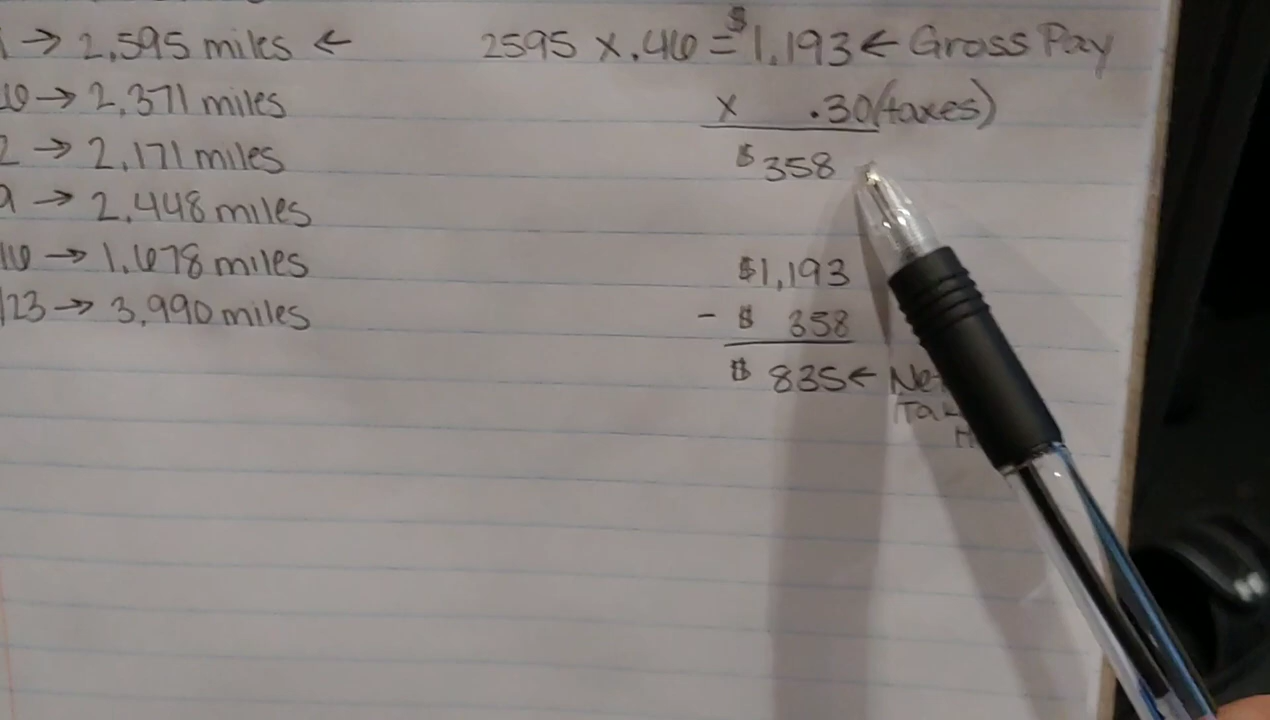 → 2,595 miles ← 2595 x .46 = $1,193 ← Gross Pay
→ 2,371 miles
x .30 (taxes)
→ 2,171 miles
$358
→ 2,448 miles
→ 1,678 miles
$1,193
/23 → 3,990 miles
- $ 358
$ 835 ←